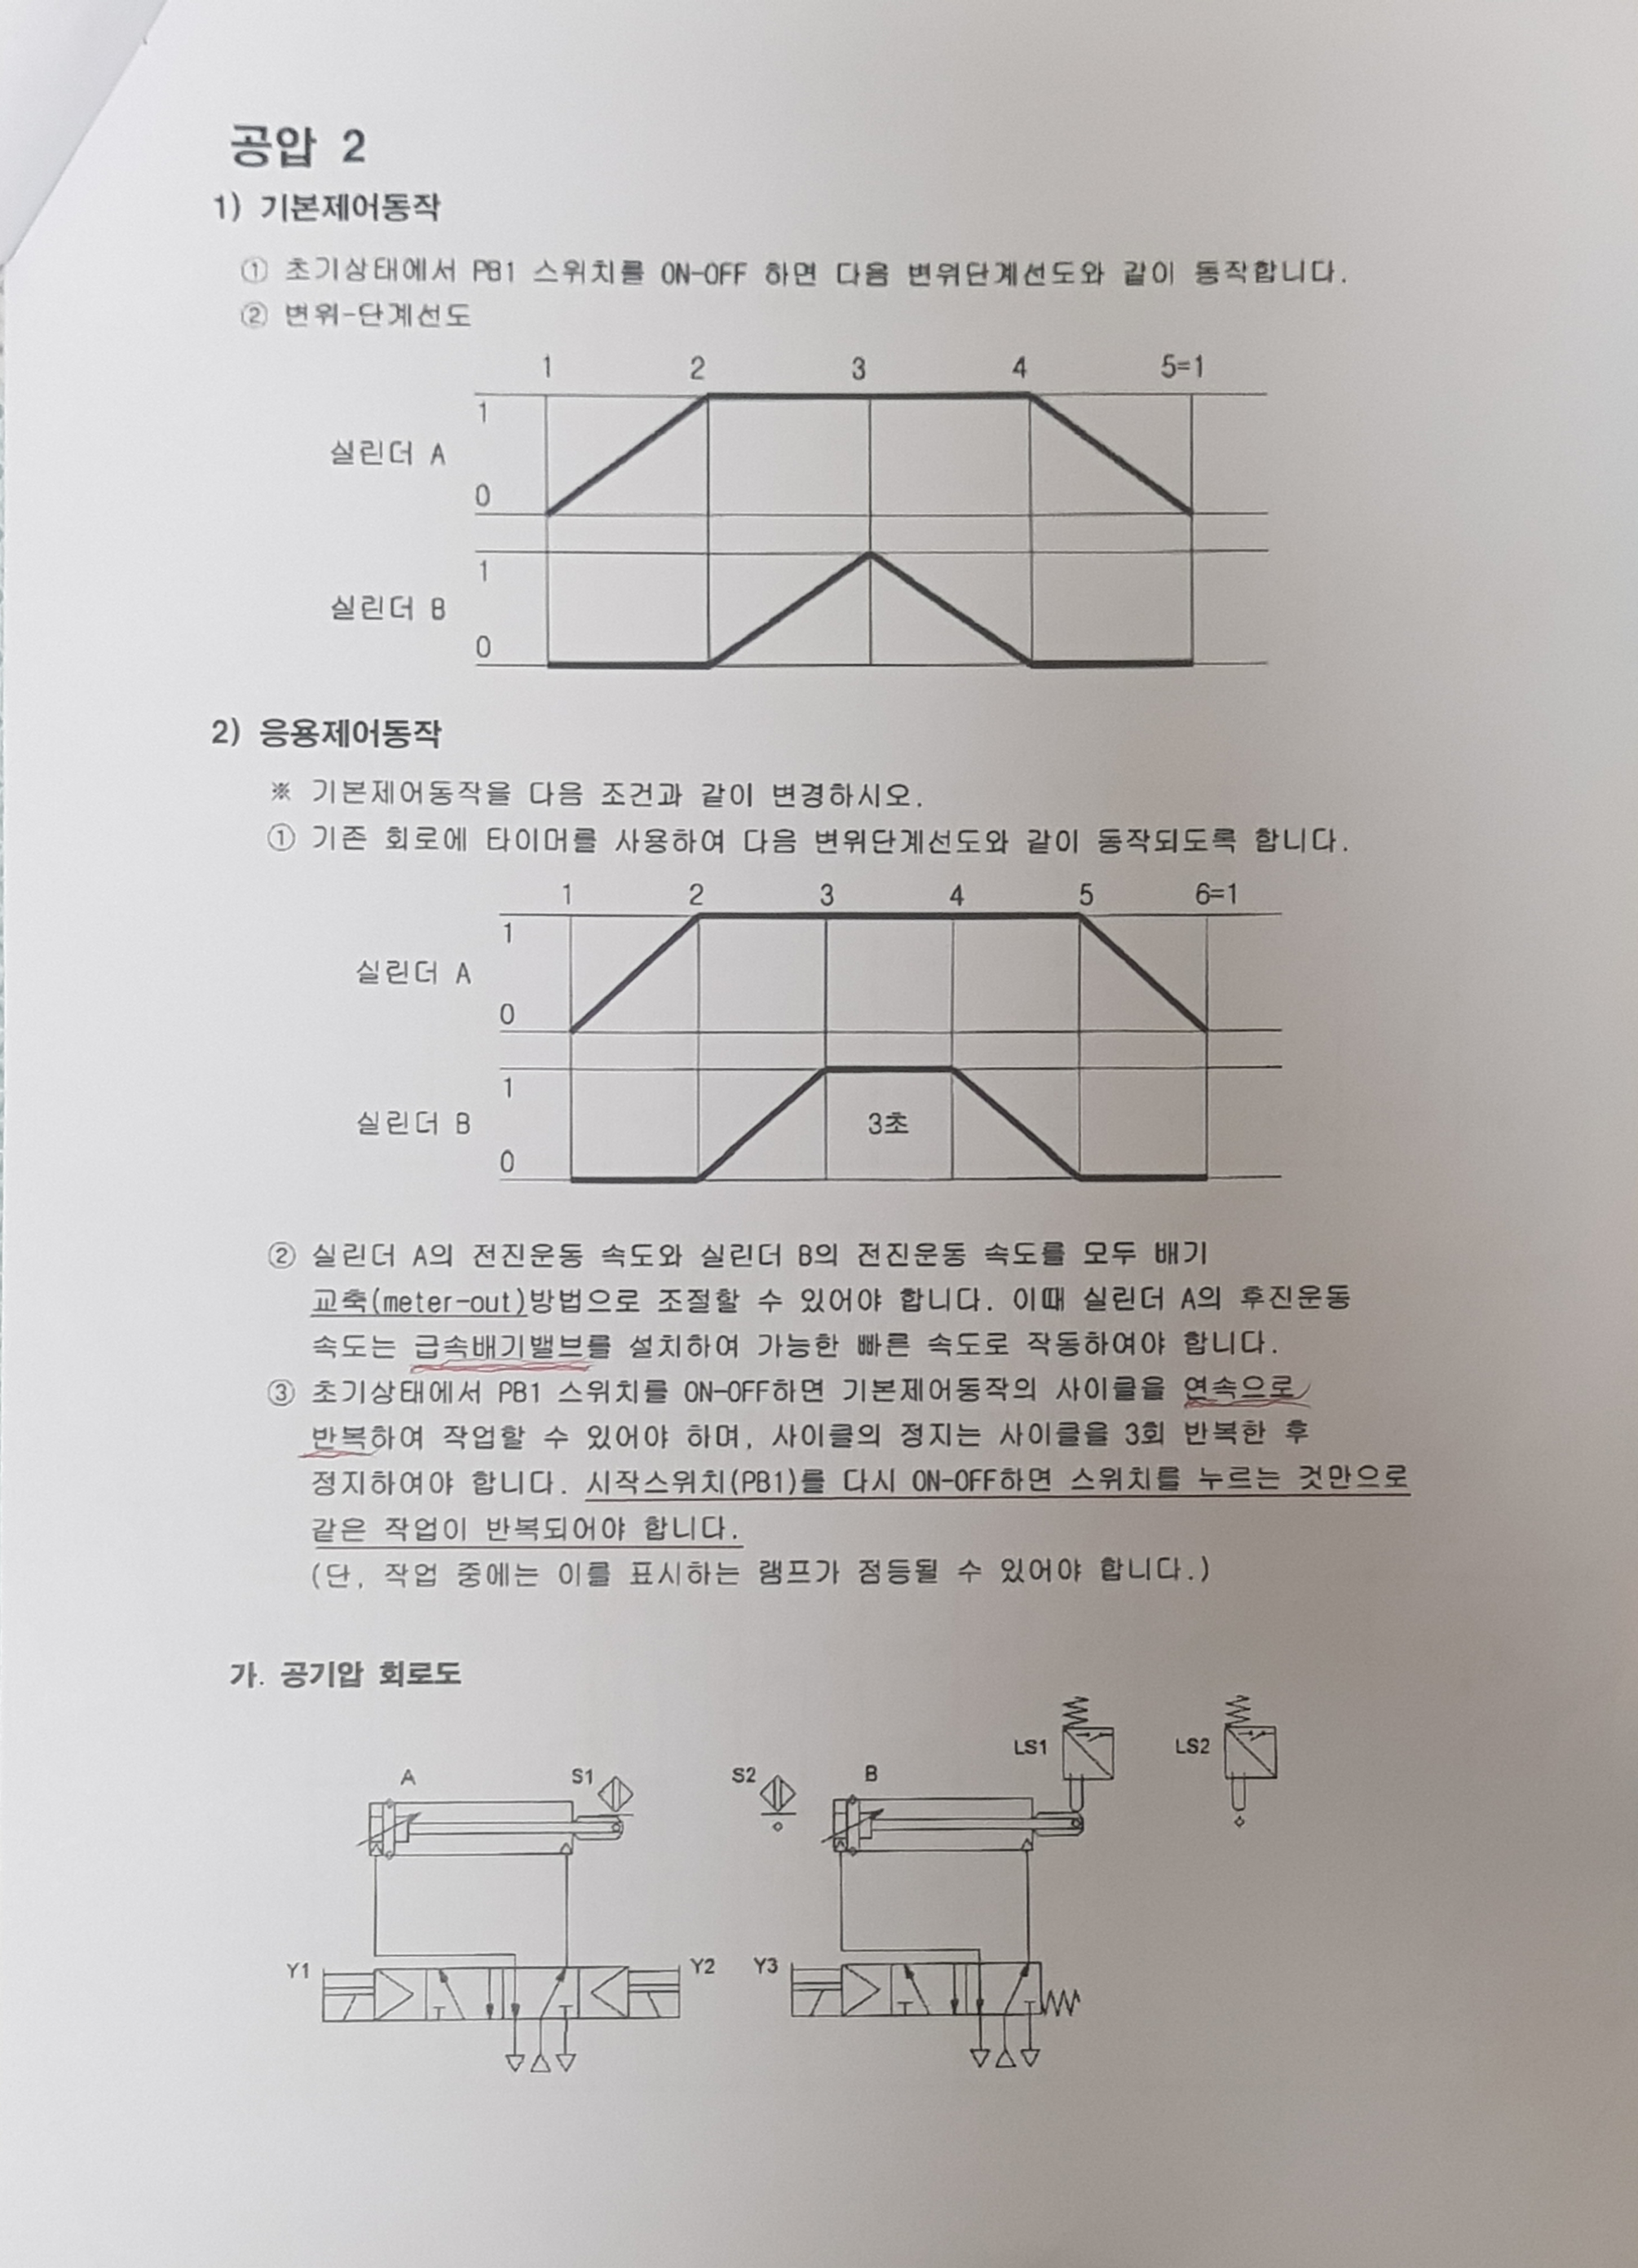 공압 2
1) 기본제어동작
① 초기상태에서 PB1 스위치를 ON-OFF 하면 다음 변위단계선도와 같이 동작합니다.
② 변위-단계선도
1 2 3 4 5=1
1
실린더 A
0
1
실린더 B
0
2) 응용제어동작
※ 기본제어동작을 다음 조건과 같이 변경하시오.
① 기존 회로에 타이머를 사용하여 다음 변위단계선도와 같이 동작되도록 합니다.
1 2 3 4 5 6=1
1
실린더 A
0
1
실린더 B 3초
0
② 실린더 A의 전진운동 속도와 실린더 B의 전진운동 속도를 모두 배기
교축(meter-out)방법으로 조절할 수 있어야 합니다. 이때 실린더 A의 후진운동
속도는 급속배기밸브를 설치하여 가능한 빠른 속도로 작동하여야 합니다.
③ 초기상태에서 PB1 스위치를 ON-OFF하면 기본제어동작의 사이클을 연속으로
반복하여 작업할 수 있어야 하며, 사이클의 정지는 사이클을 3회 반복한 후
정지하여야 합니다. 시작스위치(PB1)를 다시 ON-OFF하면 스위치를 누르는 것만으로
같은 작업이 반복되어야 합니다.
(단, 작업 중에는 이를 표시하는 램프가 점등될 수 있어야 합니다.)
가. 공기압 회로도
LS1 LS2
A S1 S2 B
Y1 Y2 Y3